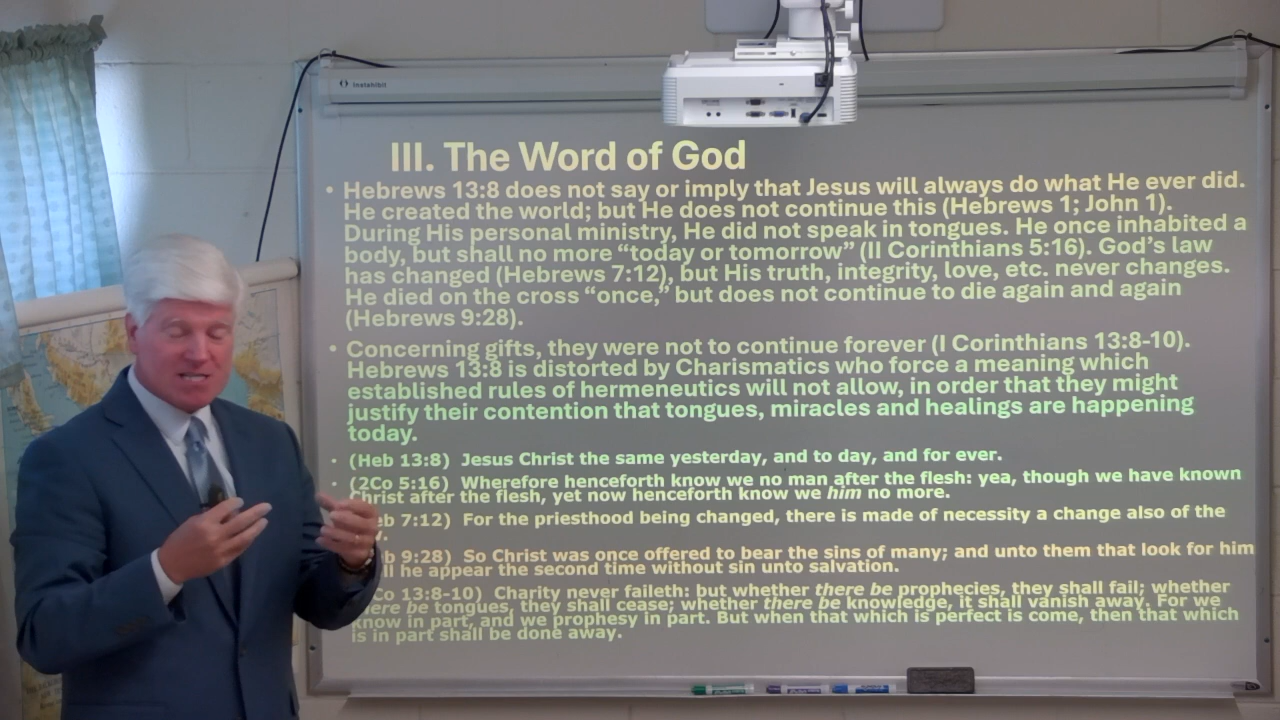 Instahibit
III. The Word of God
• Hebrews 13:8 does not say or imply that Jesus will always do what He ever did.
He created the world; but He does not continue this (Hebrews 1; John 1).
During His personal ministry, He did not speak in tongues. He once inhabited a
body, but shall no more “today or tomorrow” (II Corinthians 5:16). God’s law
has changed (Hebrews 7:12), but His truth, integrity, love, etc. never changes.
He died on the cross “once,” but does not continue to die again and again
(Hebrews 9:28).
• Concerning gifts, they were not to continue forever (I Corinthians 13:8-10).
Hebrews 13:8 is distorted by Charismatics who force a meaning which
established rules of hermeneutics will not allow, in order that they might
justify their contention that tongues, miracles and healings are happening
today.
• (Heb 13:8) Jesus Christ the same yesterday, and to day, and for ever.
• (2Co 5:16) Wherefore henceforth know we no man after the flesh: yea, though we have known
Christ after the flesh, yet now henceforth know we him no more.
eb 7:12) For the priesthood being changed, there is made of necessity a change also of the
b 9:28) So Christ was once offered to bear the sins of many; and unto them that look for him
ll he appear the second time without sin unto salvation.
Co 13:8-10) Charity never faileth: but whether there be prophecies, they shall fail; whether
there be tongues, they shall cease; whether there be knowledge, it shall vanish away. For we
know in part, and we prophesy in part. But when that which is perfect is come, then that which
is in part shall be done away.